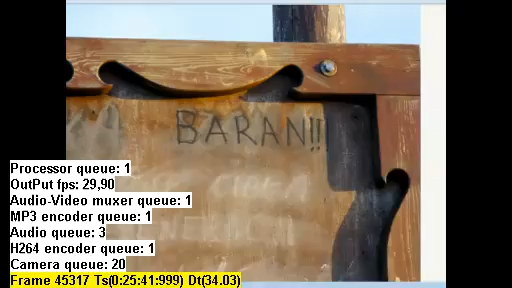 BARAN!!
Processor queue: 1
OutPut fps: 29,90
Audio-Video muxer queue: 1
MP3 encoder queue: 1
Audio queue: 3
H264 encoder queue: 1
Camera queue: 20
Frame 45317 Ts(0:25:41:999) Dt(34.03)